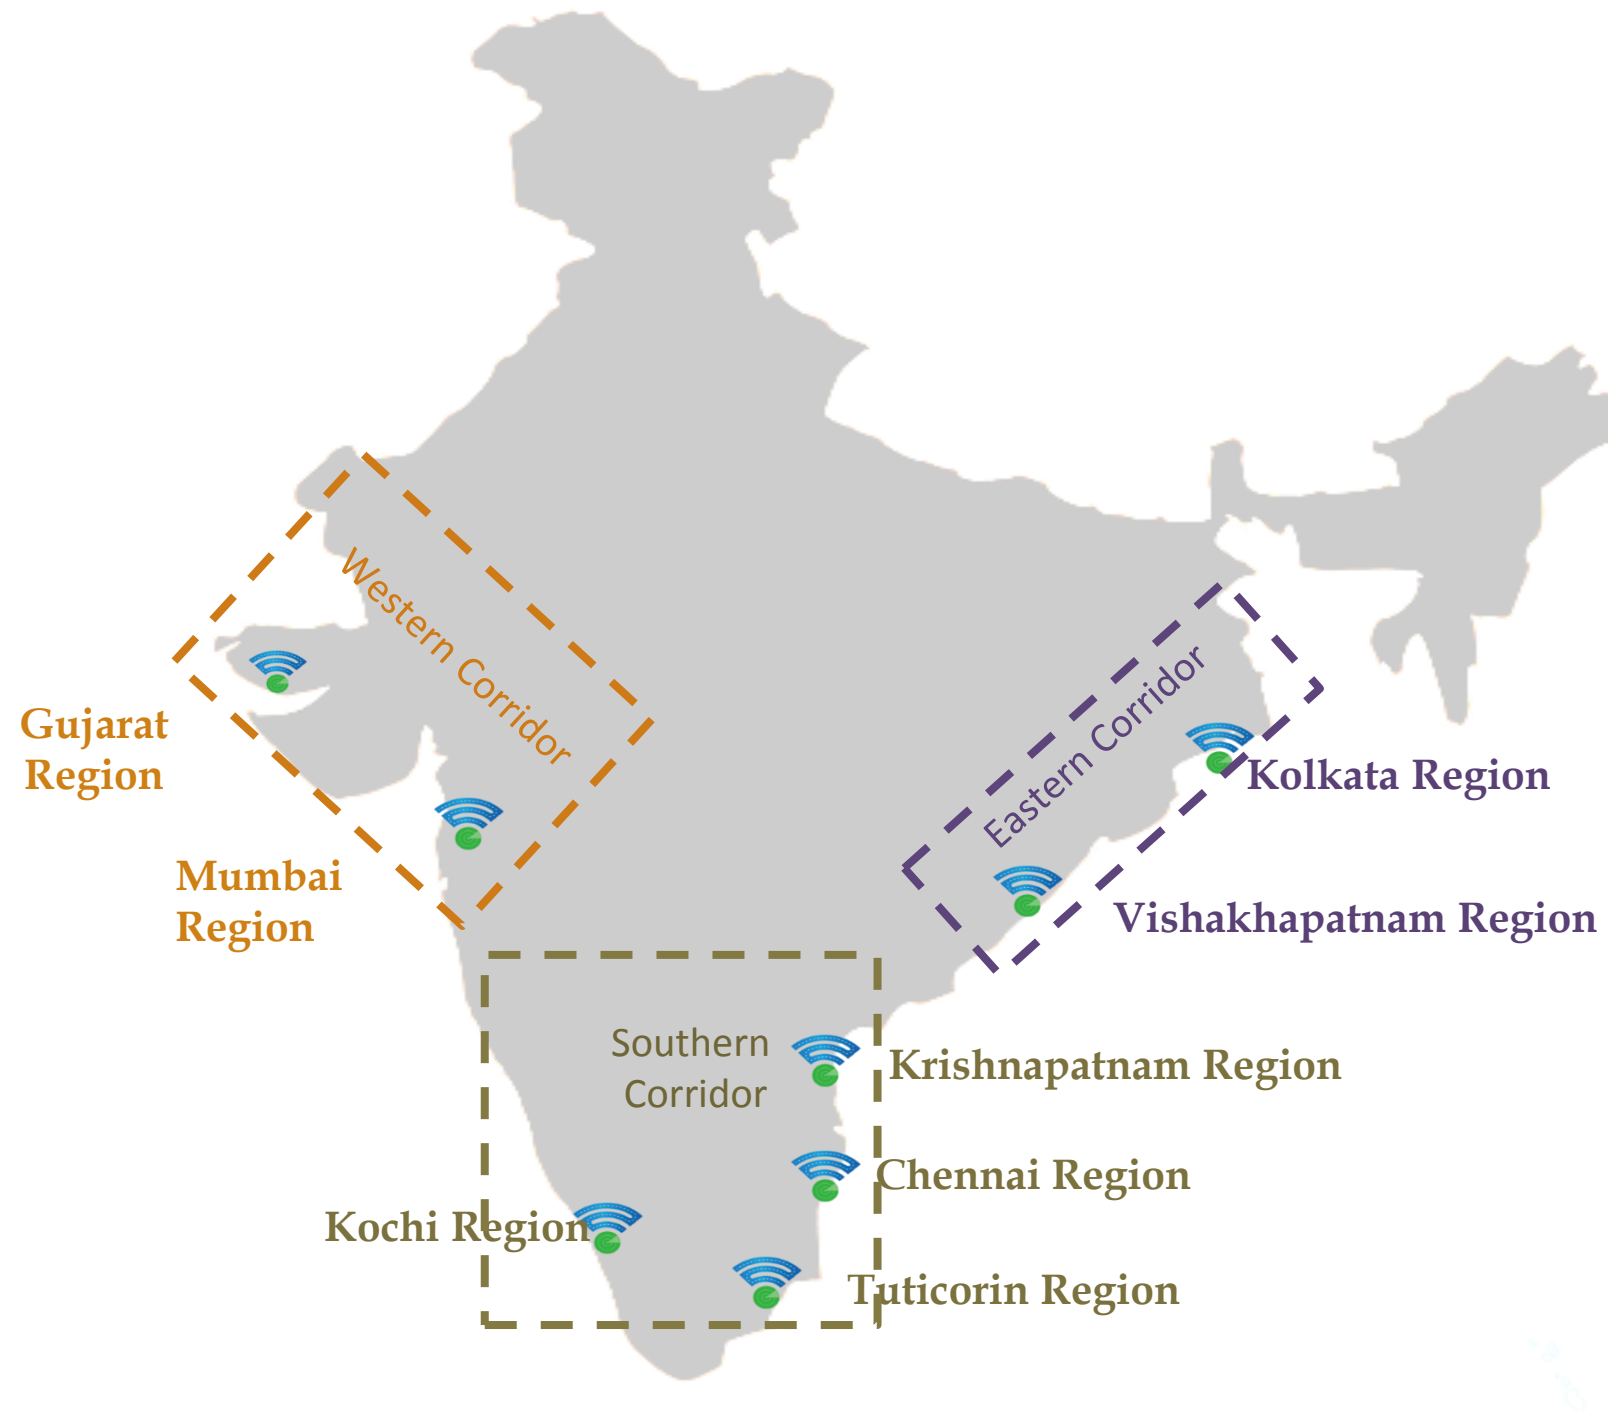 Western Corridor
Eastern Corridor
Gujarat
Region
Kolkata Region
Mumbai
Region
Vishakhapatnam Region
Southern
Corridor
Krishnapatnam Region
Chennai Region
Kochi Region
Tuticorin Region